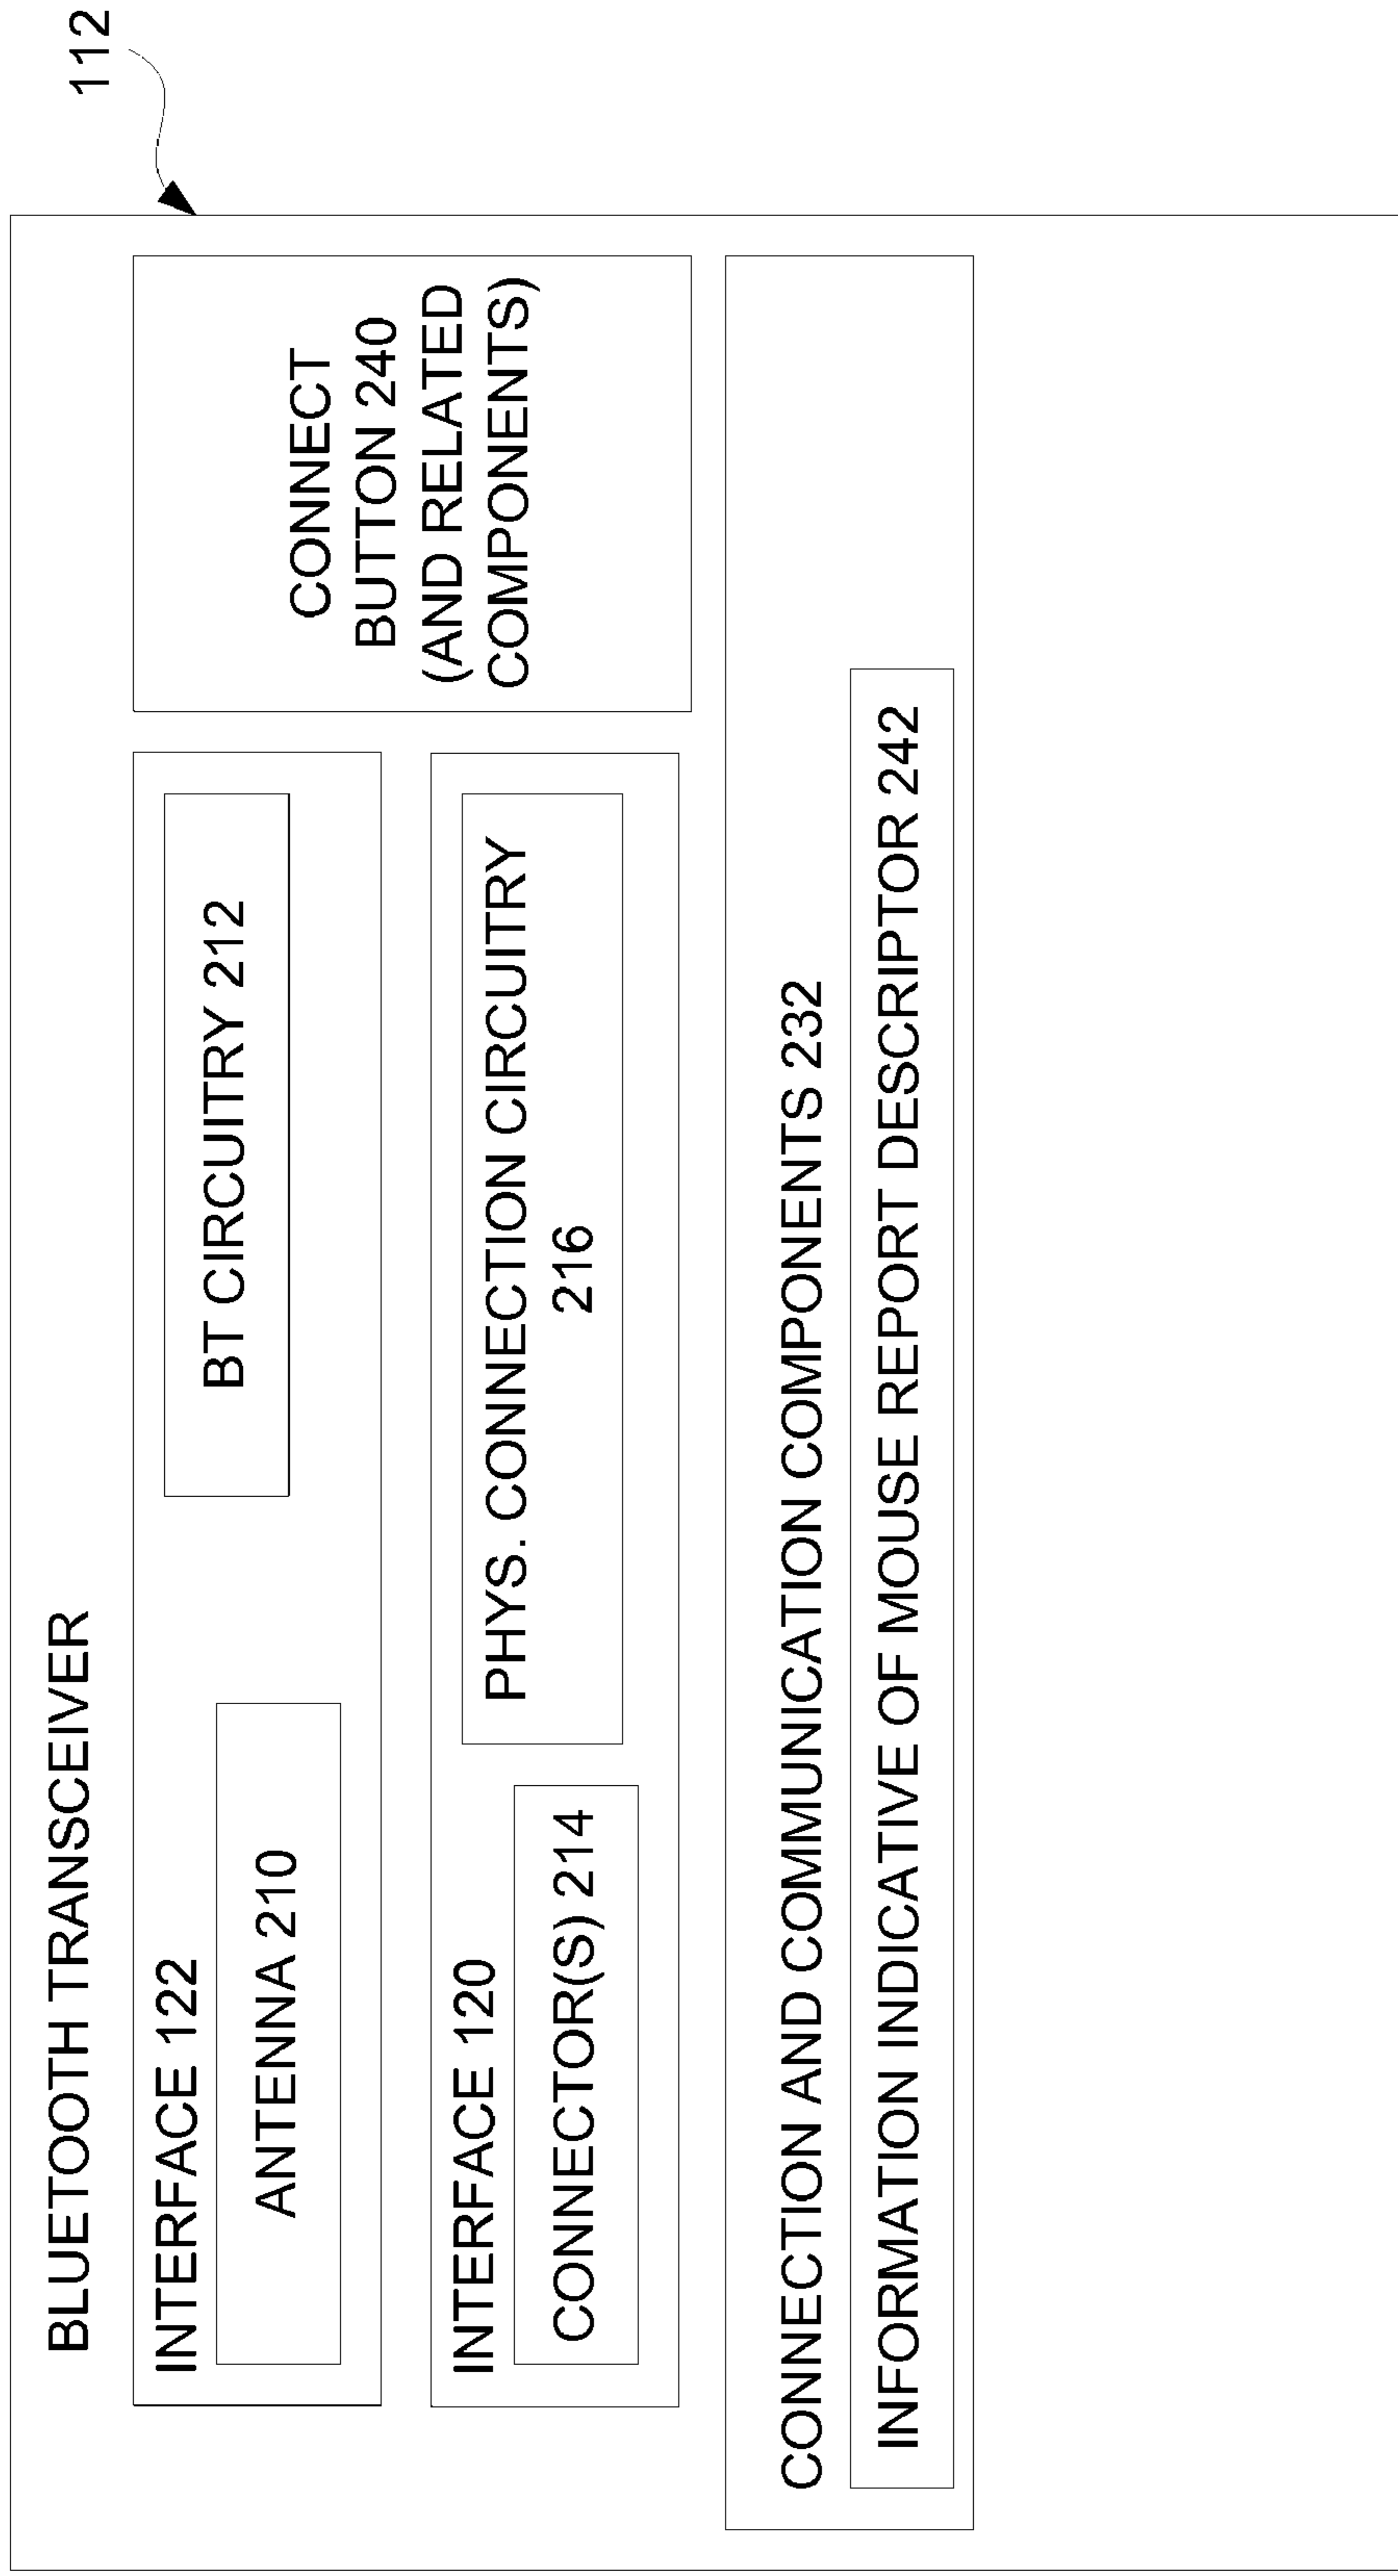 112
BLUETOOTH TRANSCEIVER
INTERFACE 122
ANTENNA 210
BT CIRCUITRY 212
INTERFACE 120
CONNECTOR(S) 214
PHYS. CONNECTION CIRCUITRY
216
CONNECT
BUTTON 240
(AND RELATED
COMPONENTS)
CONNECTION AND COMMUNICATION COMPONENTS 232
INFORMATION INDICATIVE OF MOUSE REPORT DESCRIPTOR 242